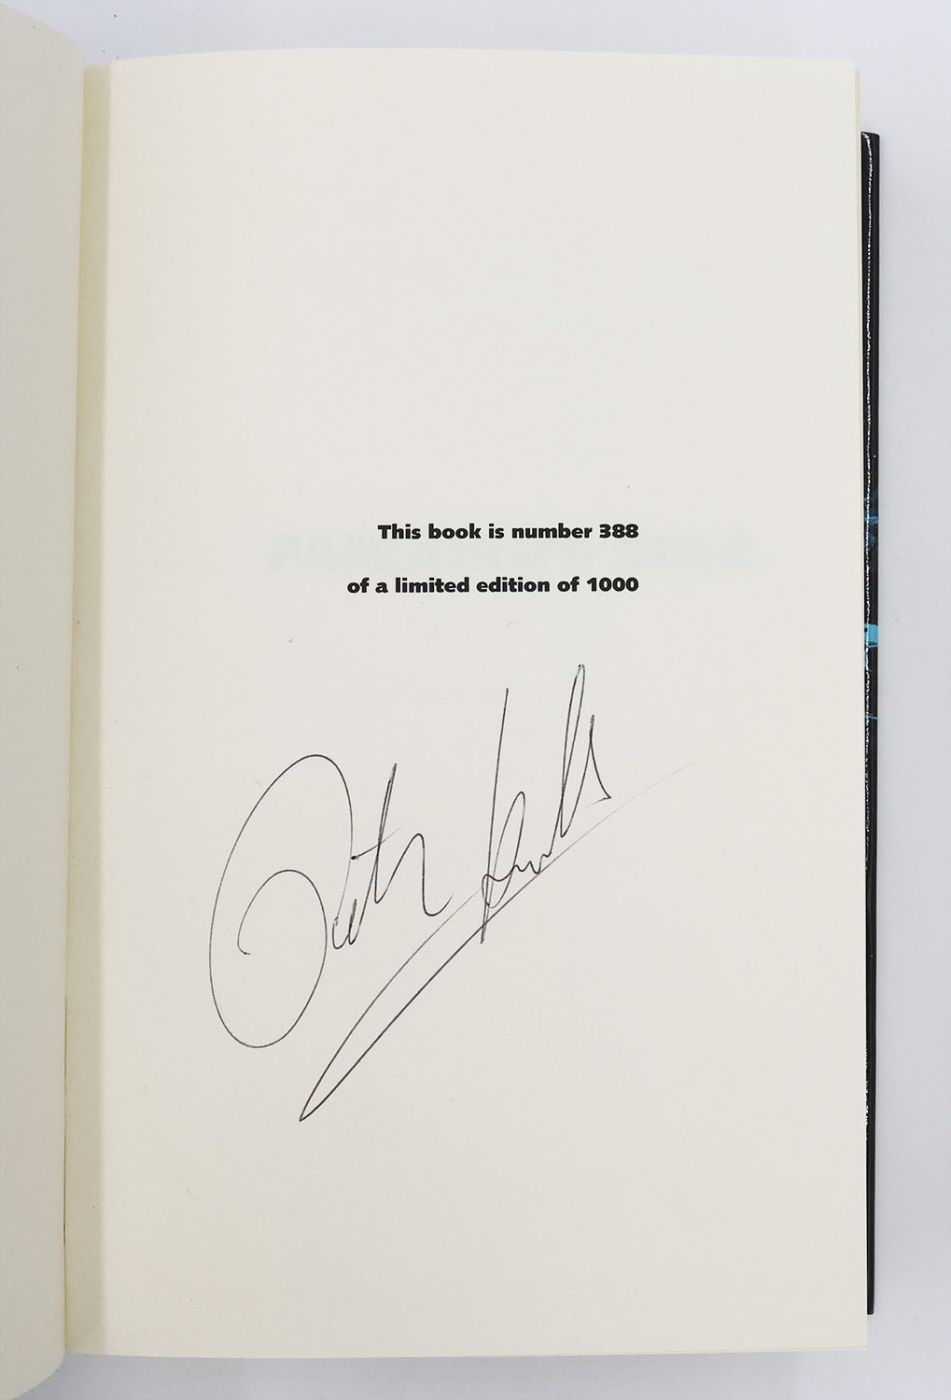 This book is number 388
of a limited edition of 1000